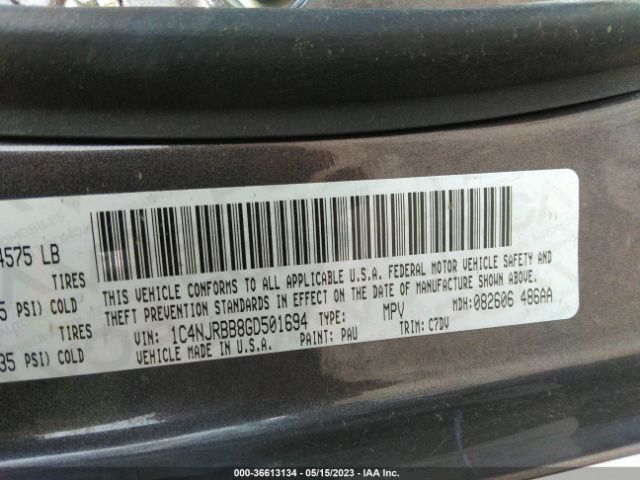 4575 LB
TIRES
5 PSI) COLD
TIRES
35 PSI) COLD
THIS VEHICLE CONFORMS TO ALL APPLICABLE U.S.A. FEDERAL MOTOR VEHICLE SAFETY AND
THEFT PREVENTION STANDARDS IN EFFECT ON THE DATE OF MANUFACTURE SHOWN ABOVE.
VIN: 1C4NJRBB8GD501694 TYPE: MPV MDH: 082606 486AA
VEHICLE MADE IN U.S.A. PAINT: PAU TRIM: C7DV
000-36613134 - 05/15/2023 - IAA Inc.